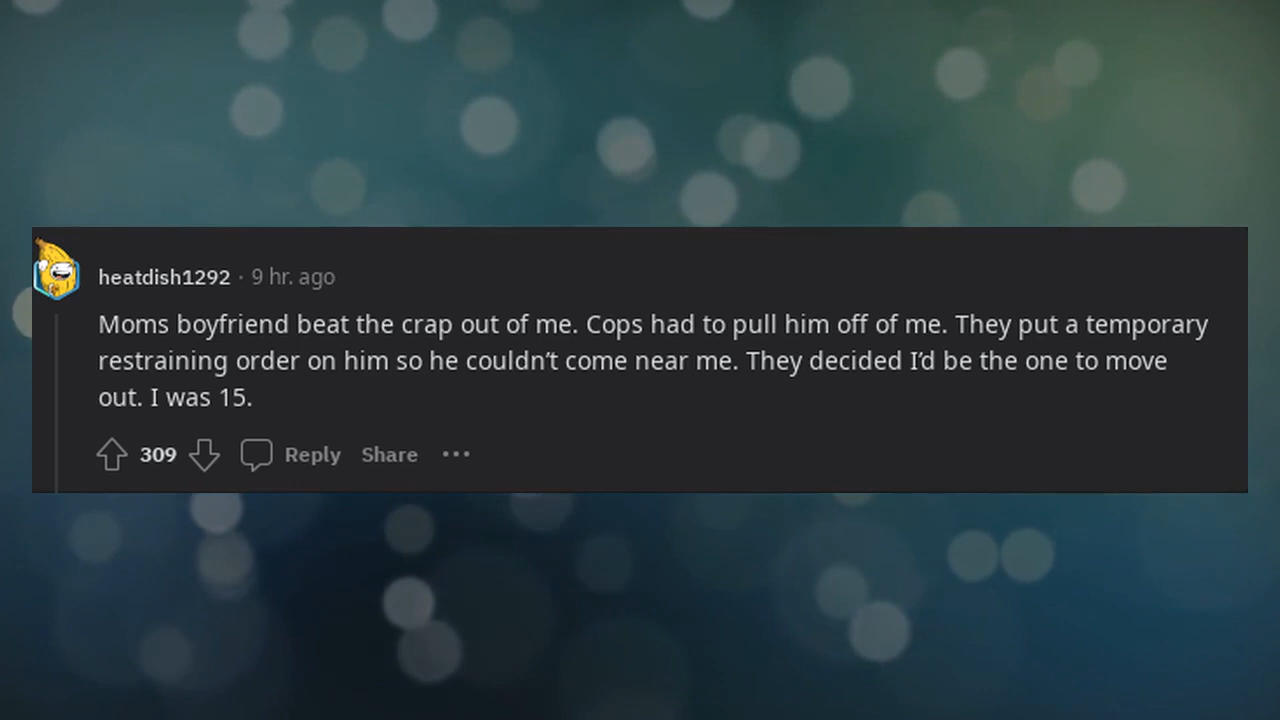 heatdish1292 · 9 hr. ago
Moms boyfriend beat the crap out of me. Cops had to pull him off of me. They put a temporary
restraining order on him so he couldn’t come near me. They decided I’d be the one to move
out. I was 15.
309 Reply Share ···